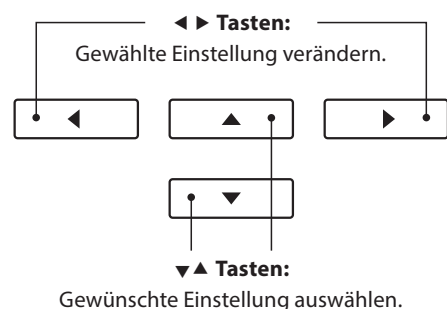 ◀ ▶ Tasten:
Gewählte Einstellung verändern.
▼▲ Tasten:
Gewünschte Einstellung auswählen.